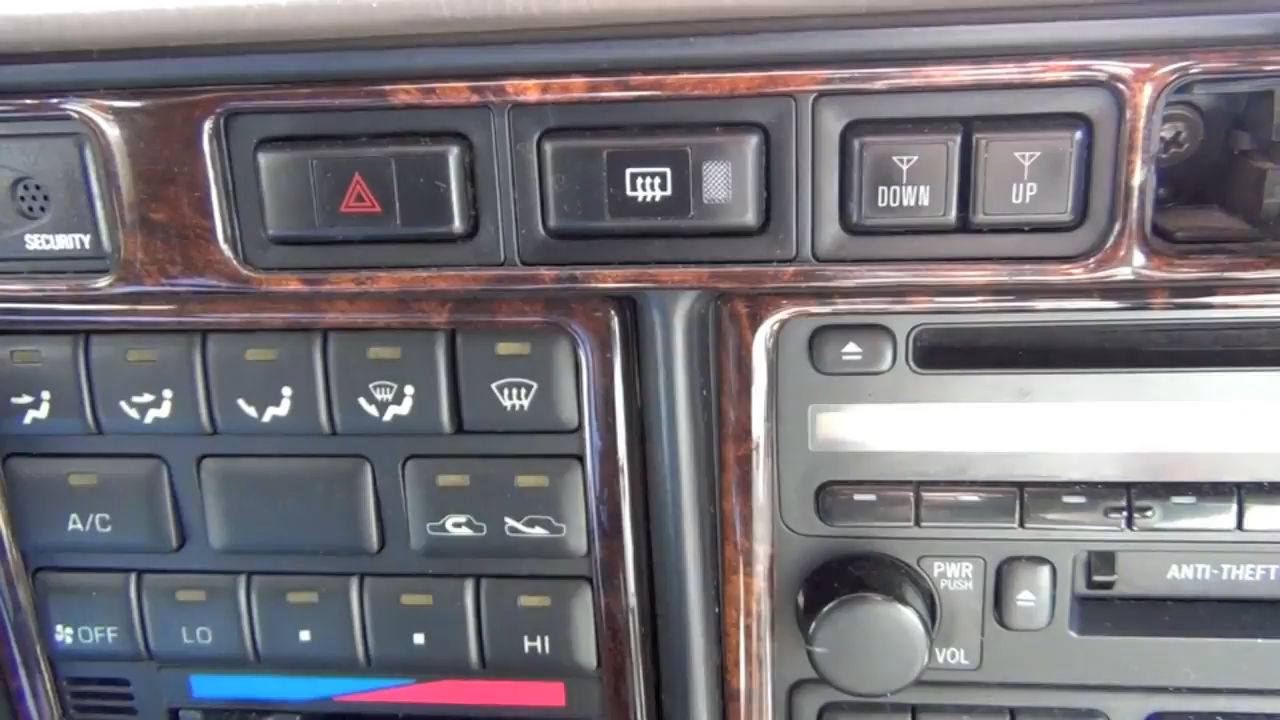 SECURITY
DOWN
UP
A/C
OFF
LO
HI
PWR
PUSH
VOL
ANTI-THEFT